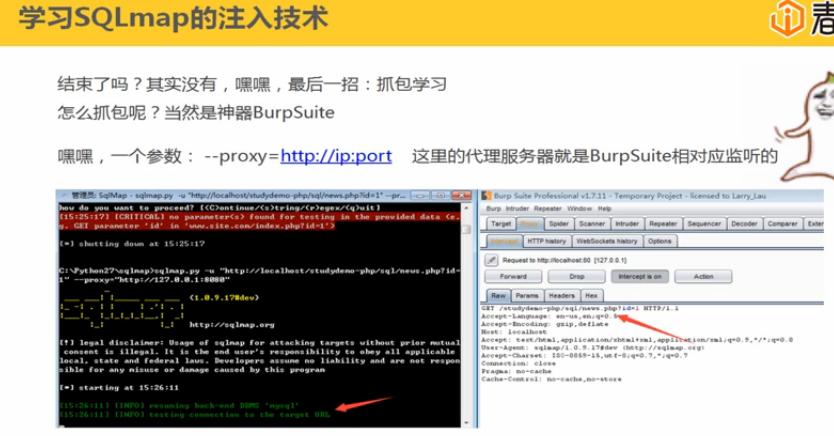 学习SQLmap的注入技术
结束了吗？其实没有，嘿嘿，最后一招：抓包学习
怎么抓包呢？当然是神器BurpSuite
嘿嘿，一个参数： --proxy=http://ip:port 这里的代理服务器就是BurpSuite相对应监听的
管理员: SqlMap - sqlmap.py -u "http://localhost/studydemo-php/sql/news.php?id=1" --pr...
how do you want to proceed? [(C)ontinue/(s)tring/(r)egex/(q)uit]
[15:25:17] [CRITICAL] no parameter(s) found for testing in the provided data (e.
g. GET parameter 'id' in 'www.site.com/index.php?id=1')
[*] shutting down at 15:25:17
C:\Python27\sqlmap>sqlmap.py -u "http://localhost/studydemo-php/sql/news.php?id=
1" --proxy="http://127.0.0.1:8080"
{1.0.9.17#dev}
http://sqlmap.org
[!] legal disclaimer: Usage of sqlmap for attacking targets without prior mutual
consent is illegal. It is the end user's responsibility to obey all applicable
local, state and federal laws. Developers assume no liability and are not respon
sible for any misuse or damage caused by this program
[*] starting at 15:26:11
[15:26:11] [INFO] resuming back-end DBMS 'mysql'
[15:26:11] [INFO] testing connection to the target URL
Burp Suite Professional v1.7.11 - Temporary Project - licensed to Larry_Lau
Burp Intruder Repeater Window Help
Target Proxy Spider Scanner Intruder Repeater Sequencer Decoder Comparer Exter
Intercept HTTP history WebSockets history Options
Request to http://localhost:80 [127.0.0.1]
Forward Drop Intercept is on Action
Raw Params Headers Hex
GET /studydemo-php/sql/news.php?id=1 HTTP/1.1
Accept-Language: en-us,en;q=0.5
Accept-Encoding: gzip,deflate
Host: localhost
Accept: text/html,application/xhtml+xml,application/xml;q=0.9,*/*;q=0.8
User-Agent: sqlmap/1.0.9.17#dev (http://sqlmap.org)
Accept-Charset: ISO-8859-15,utf-8;q=0.7,*;q=0.7
Connection: close
Pragma: no-cache
Cache-Control: no-cache,no-store